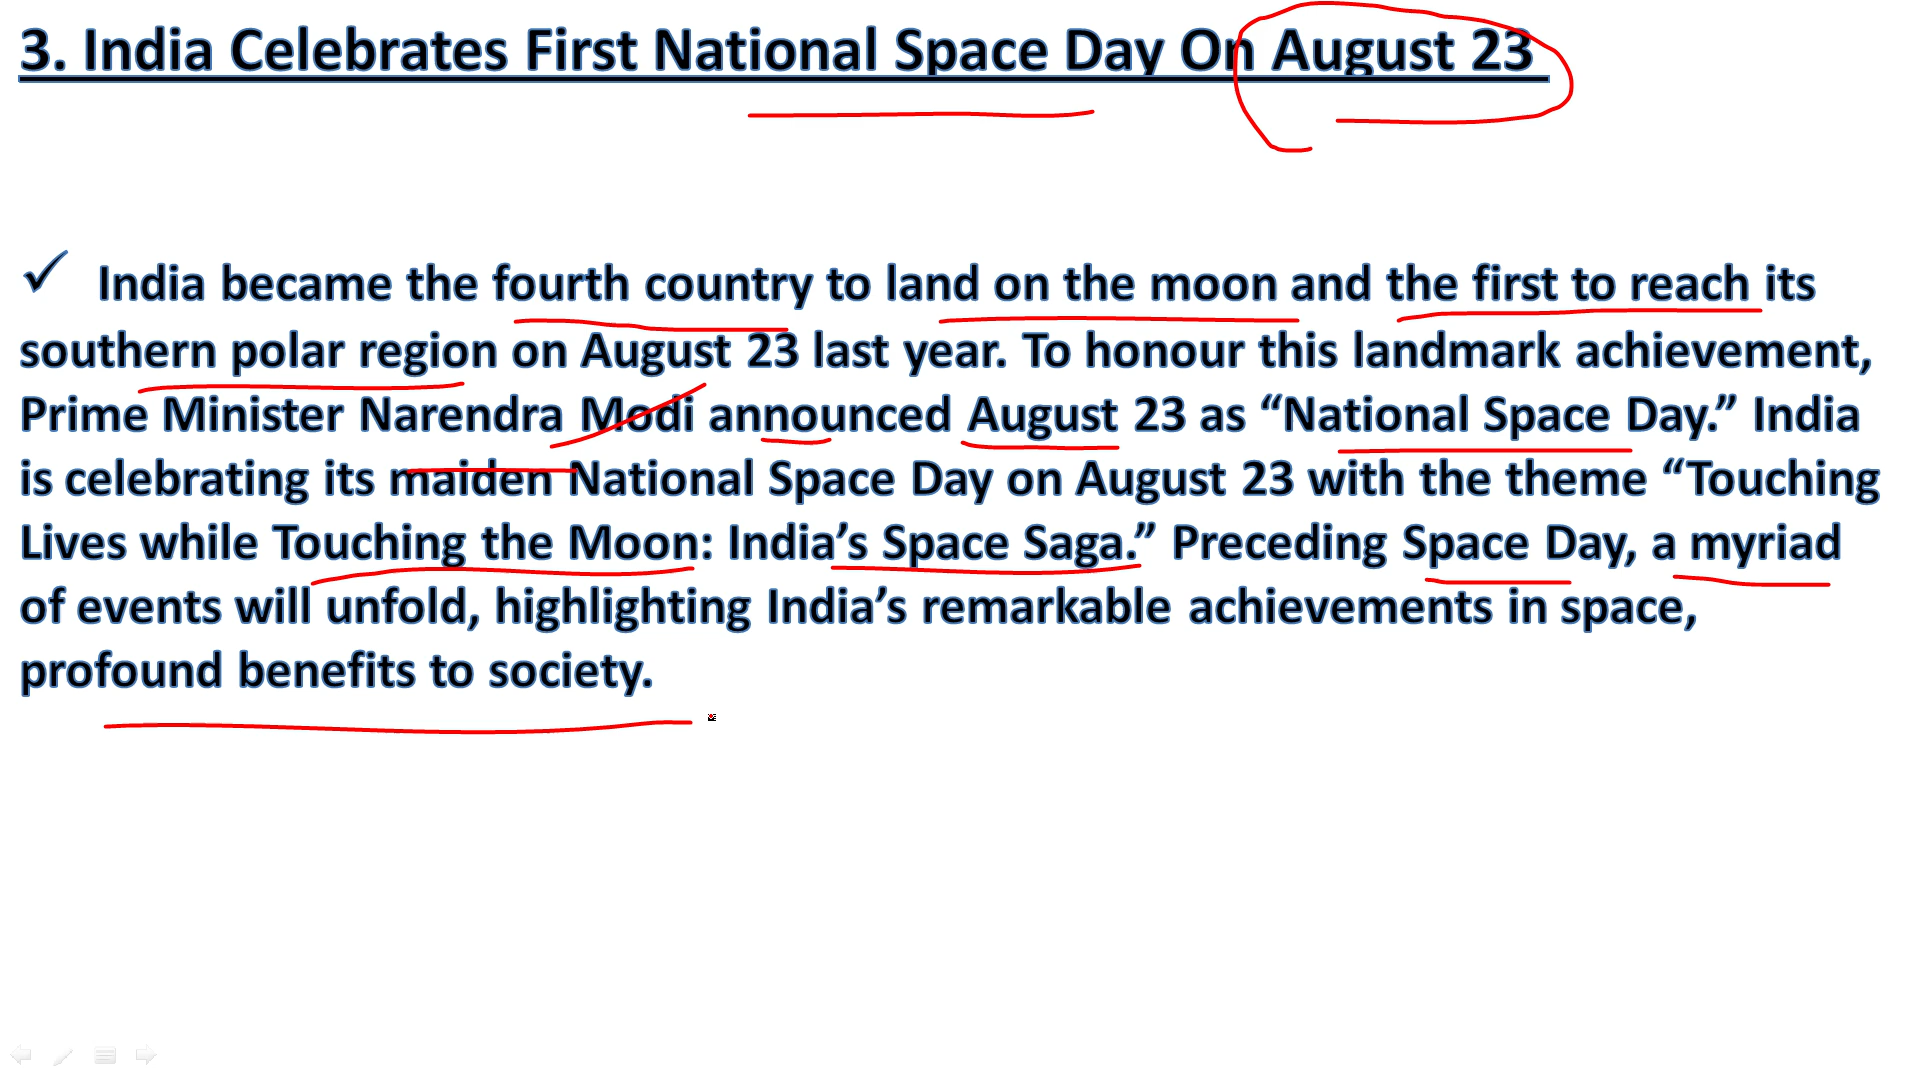 3. India Celebrates First National Space Day On August 23
✓ India became the fourth country to land on the moon and the first to reach its
southern polar region on August 23 last year. To honour this landmark achievement,
Prime Minister Narendra Modi announced August 23 as “National Space Day.” India
is celebrating its maiden National Space Day on August 23 with the theme “Touching
Lives while Touching the Moon: India’s Space Saga.” Preceding Space Day, a myriad
of events will unfold, highlighting India’s remarkable achievements in space,
profound benefits to society.